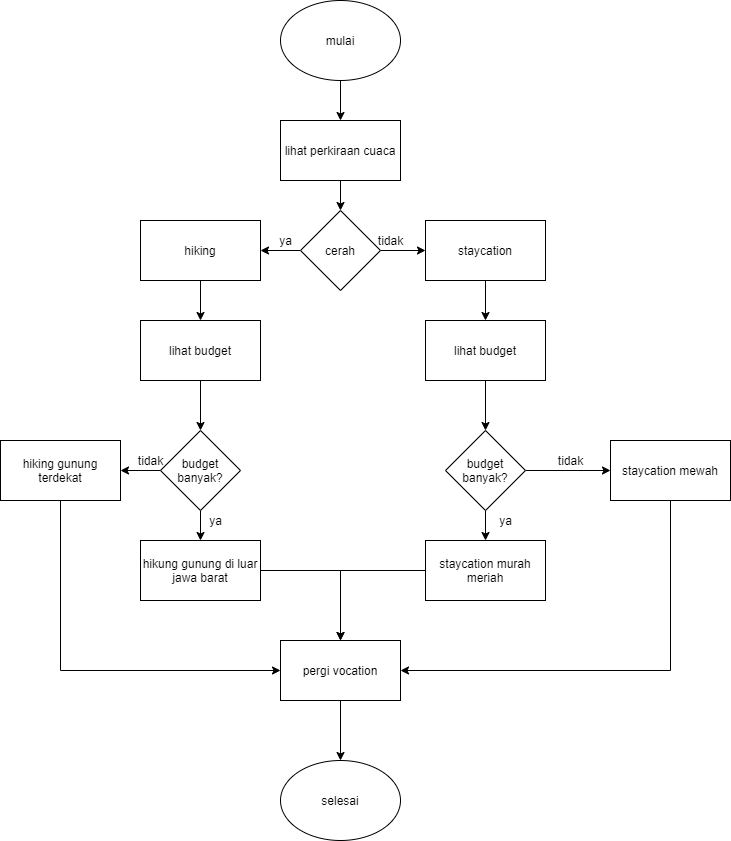 mulai
lihat perkiraan cuaca
hiking
ya
cerah
tidak
staycation
lihat budget
lihat budget
hiking gunung
terdekat
tidak
budget
banyak?
budget
banyak?
tidak
staycation mewah
ya
ya
hikung gunung di luar
jawa barat
staycation murah
meriah
pergi vocation
selesai